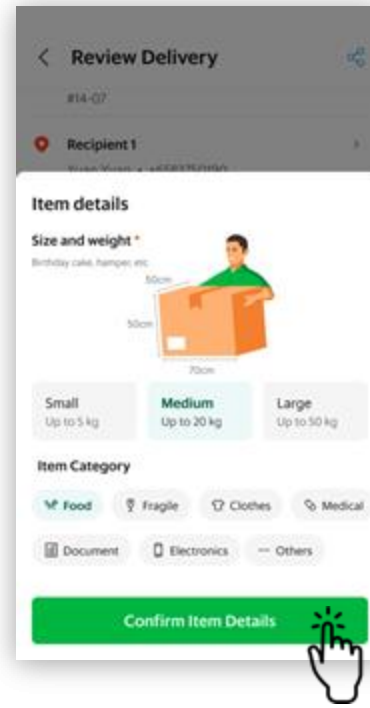 Review Delivery
#14-07
Recipient 1
Item details
Size and weight *
Birthday cake, hamper, etc
50cm
50cm
70cm
Small
Medium
Large
Up to 5 kg
Up to 20 kg
Up to 50 kg
Item Category
Food
Fragile
Clothes
Medical
Document
Electronics
Others
Confirm Item Details